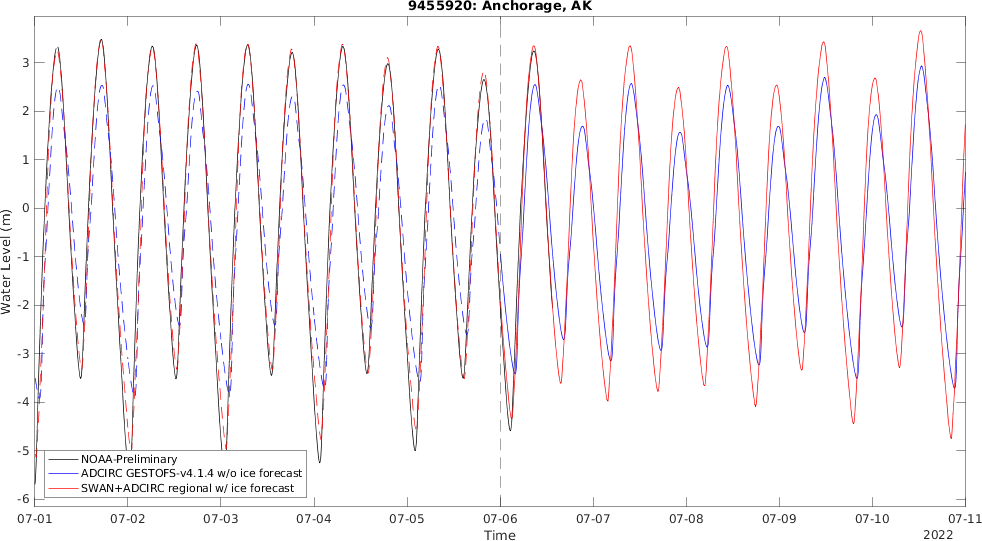 9455920: Anchorage, AK
Water Level (m)
3
2
1
0
-1
-2
-3
-4
-5
-6
NOAA-Preliminary
ADCIRC GESTOFS-v4.1.4 w/o ice forecast
SWAN+ADCIRC regional w/ ice forecast
07-01 07-02 07-03 07-04 07-05 07-06 07-07 07-08 07-09 07-10 07-11
Time
2022